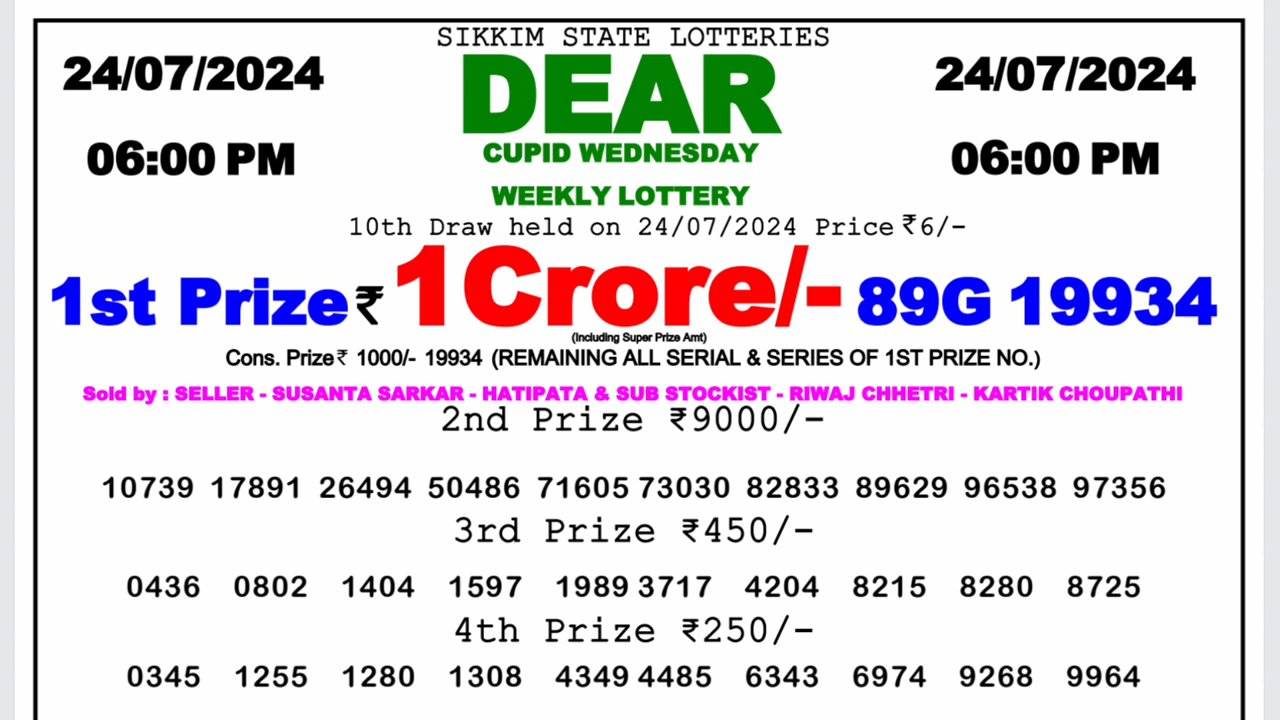 SIKKIM STATE LOTTERIES
24/07/2024 DEAR 24/07/2024
06:00 PM CUPID WEDNESDAY 06:00 PM
WEEKLY LOTTERY
10th Draw held on 24/07/2024 Price ₹6/-
1st Prize ₹ 1Crore/- 89G 19934
(Including Super Prize Amt)
Cons. Prize ₹ 1000/- 19934 (REMAINING ALL SERIAL & SERIES OF 1ST PRIZE NO.)
Sold by : SELLER - SUSANTA SARKAR - HATIPATA & SUB STOCKIST - RIWAJ CHHETRI - KARTIK CHOUPATHI
2nd Prize ₹9000/-
10739 17891 26494 50486 71605 73030 82833 89629 96538 97356
3rd Prize ₹450/-
0436 0802 1404 1597 1989 3717 4204 8215 8280 8725
4th Prize ₹250/-
0345 1255 1280 1308 4349 4485 6343 6974 9268 9964